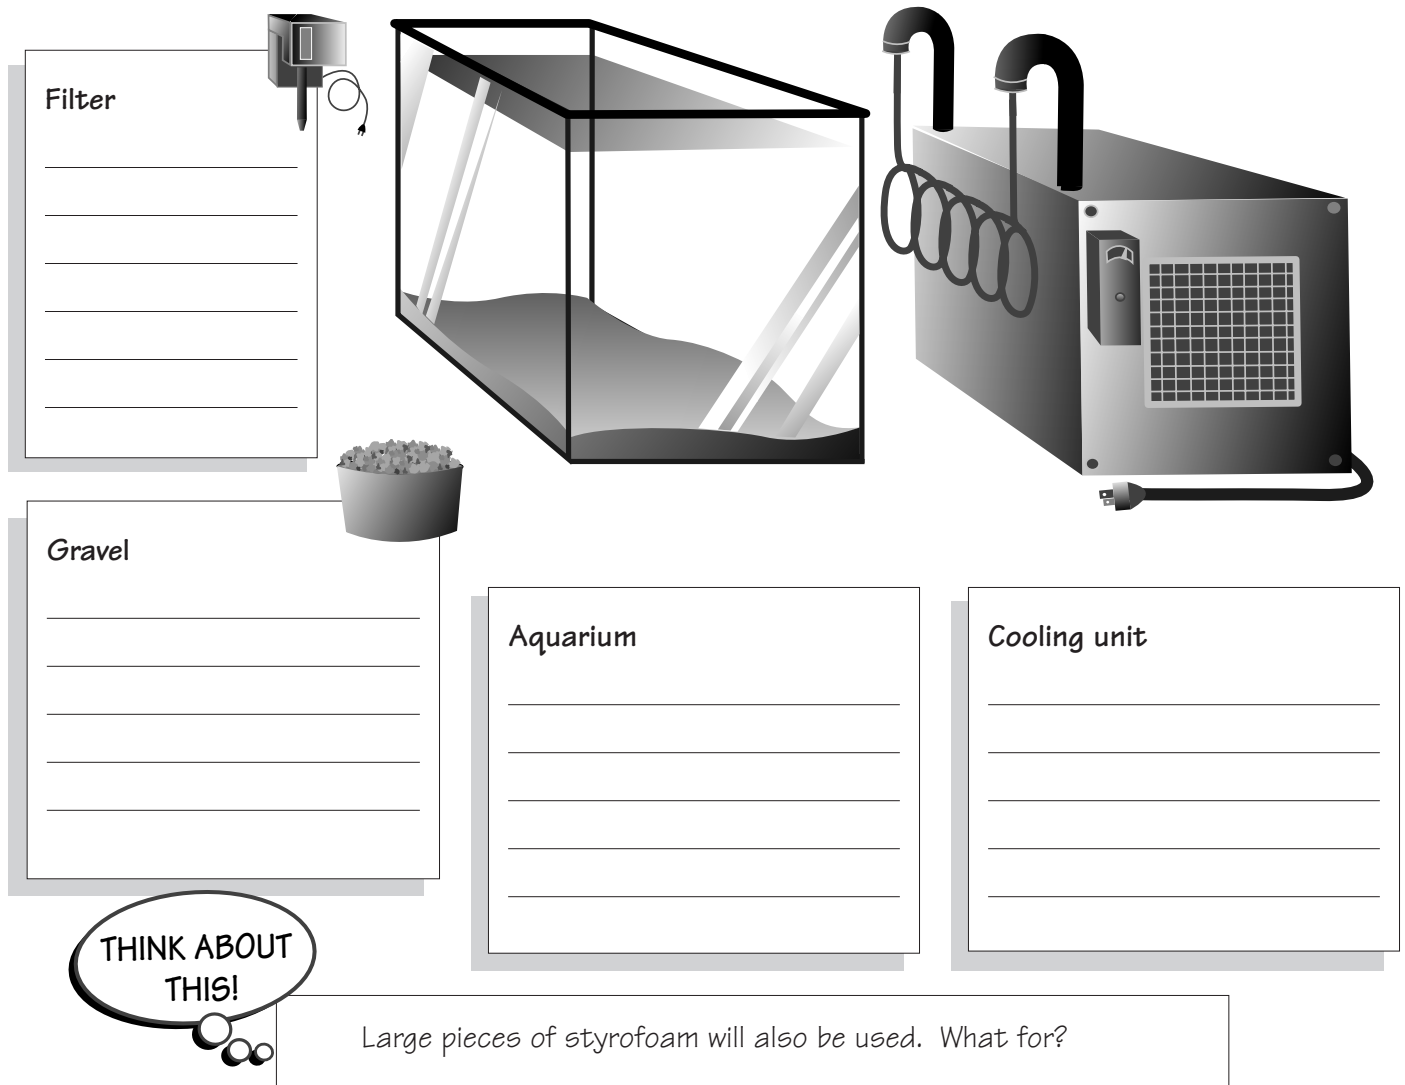 Filter
Gravel
Aquarium
Cooling unit
THINK ABOUT
THIS!
Large pieces of styrofoam will also be used. What for?